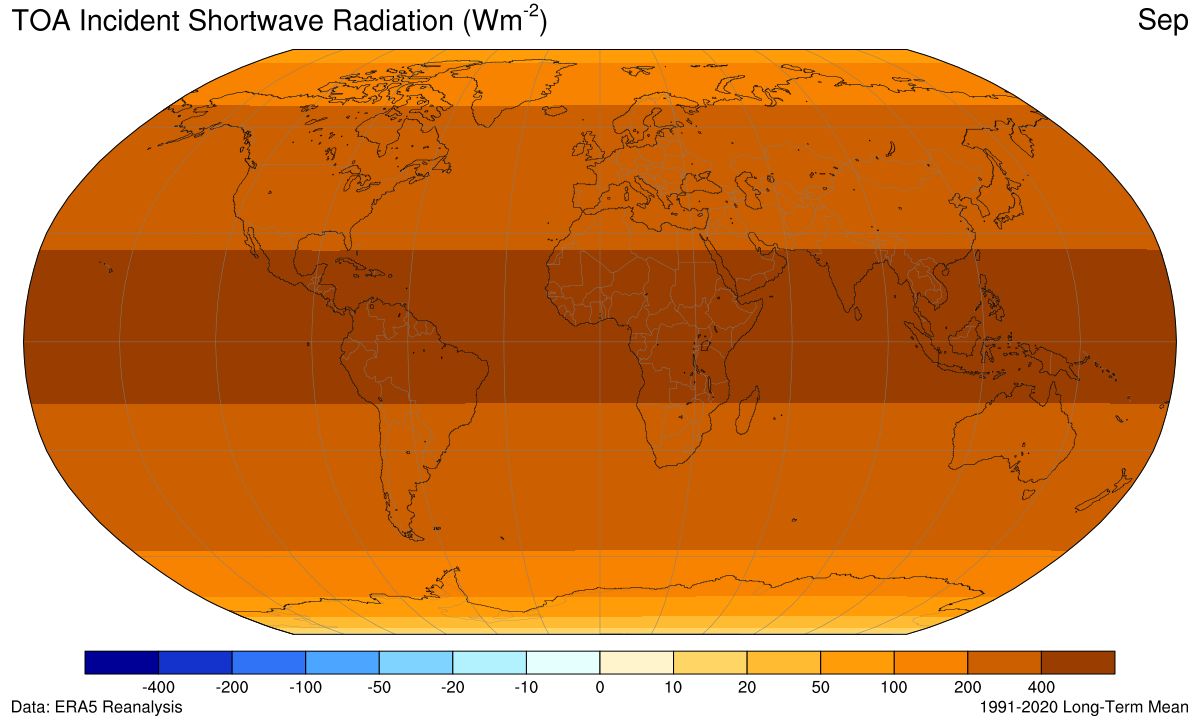 TOA Incident Shortwave Radiation (Wm-2) Sep
-400 -200 -100 -50 -20 -10 0 10 20 50 100 200 400
Data: ERA5 Reanalysis 1991-2020 Long-Term Mean